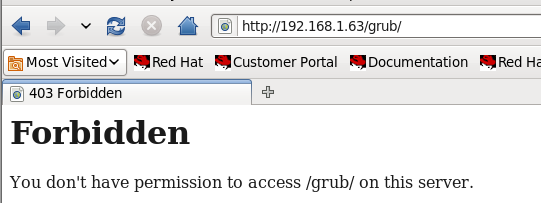 http://192.168.1.63/grub/
Most Visited Red Hat Customer Portal Documentation Red Ha
403 Forbidden
Forbidden
You don't have permission to access /grub/ on this server.